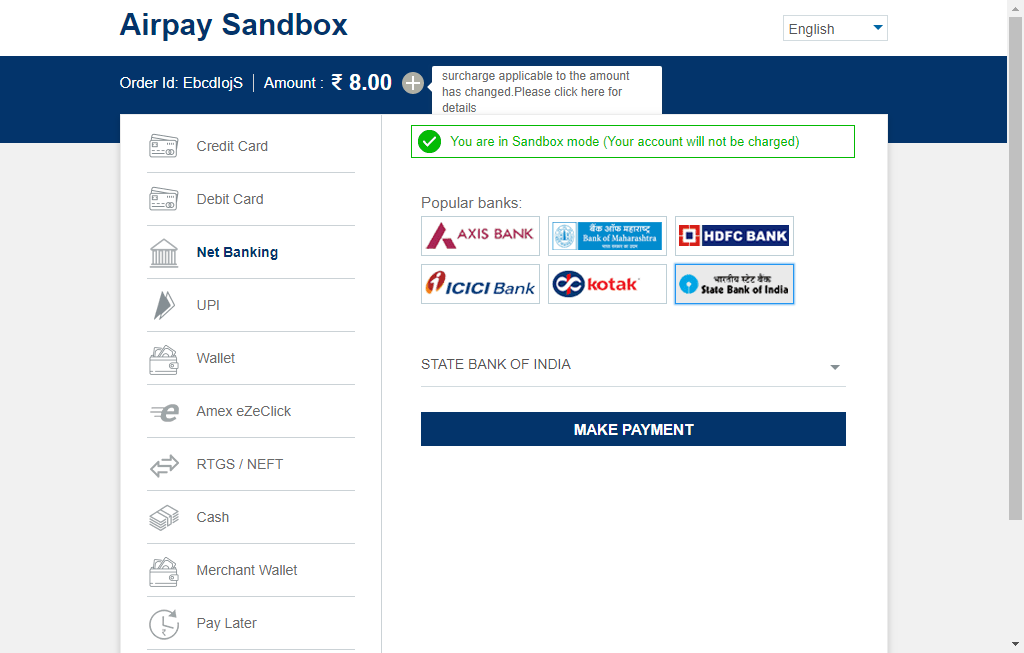 Airpay Sandbox
English
Order Id: EbcdIojS
Amount : ₹ 8.00
surcharge applicable to the amount
has changed.Please click here for
details
Credit Card
Debit Card
Net Banking
UPI
Wallet
Amex eZeClick
RTGS / NEFT
Cash
Merchant Wallet
Pay Later
You are in Sandbox mode (Your account will not be charged)
Popular banks:
AXIS BANK
बैंक ऑफ महाराष्ट्र
Bank of Maharashtra
HDFC BANK
ICICI Bank
kotak
भारतीय स्टेट बैंक
State Bank of India
STATE BANK OF INDIA
MAKE PAYMENT